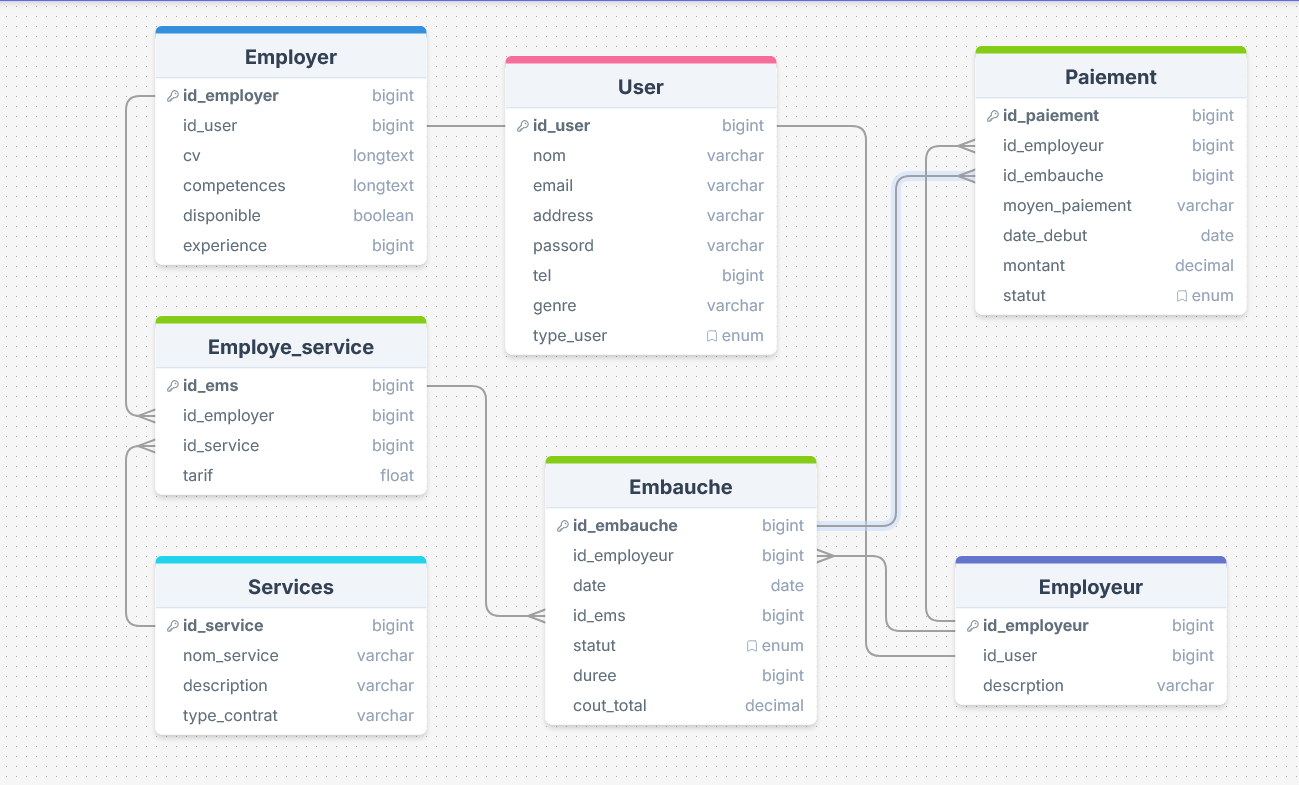 Employer
id_employer bigint
id_user bigint
cv longtext
competences longtext
disponible boolean
experience bigint
User
id_user bigint
nom varchar
email varchar
address varchar
passord varchar
tel bigint
genre varchar
type_user enum
Paiement
id_paiement bigint
id_employeur bigint
id_embauche bigint
moyen_paiement varchar
date_debut date
montant decimal
statut enum
Employe_service
id_ems bigint
id_employer bigint
id_service bigint
tarif float
Embauche
id_embauche bigint
id_employeur bigint
date date
id_ems bigint
statut enum
duree bigint
cout_total decimal
Services
id_service bigint
nom_service varchar
description varchar
type_contrat varchar
Employeur
id_employeur bigint
id_user bigint
descrption varchar